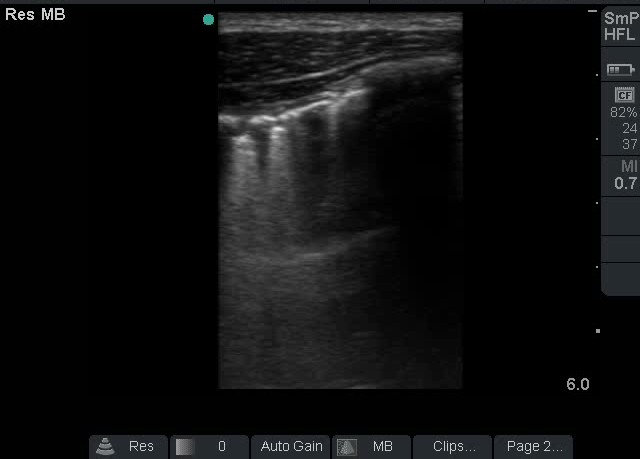 Res MB
SmP
HFL
CF
82%
24
37
MI
0.7
6.0
Res
0
Auto Gain
MB
Clips...
Page 2...